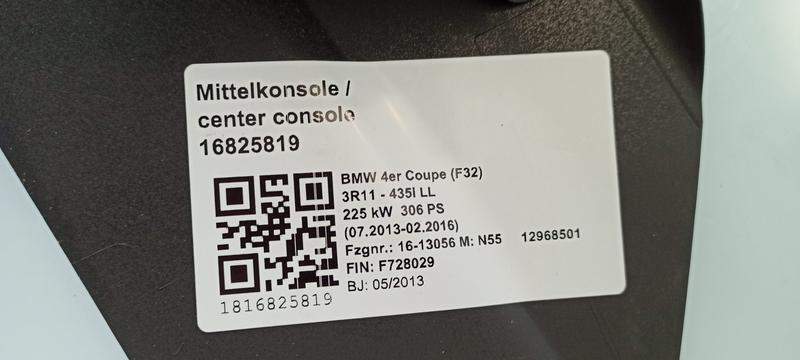 Mittelkonsole /
center console
16825819
BMW 4er Coupe (F32)
3R11 - 435i LL
225 kW 306 PS
(07.2013-02.2016)
Fzgnr.: 16-13056 M: N55 12968501
FIN: F728029
BJ: 05/2013
1816825819